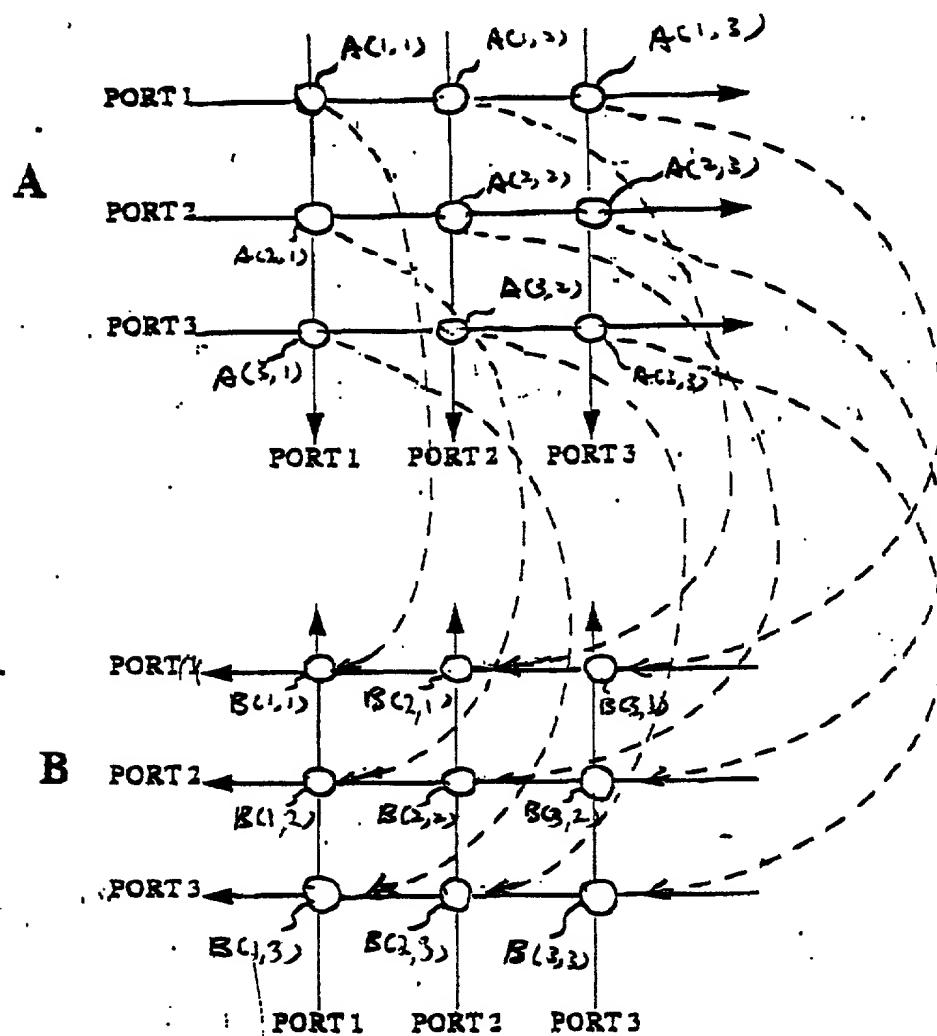 A(1,1) A(1,2) A(1,3)
PORT 1
A
A(2,2) A(2,3)
PORT 2
A(2,1)
A(3,2)
PORT 3
A(3,1) A(3,3)
PORT 1 PORT 2 PORT 3
PORT 1
B(1,1) B(2,1) B(3,1)
B
PORT 2
B(1,2) B(2,2) B(3,2)
PORT 3
B(1,3) B(2,3) B(3,3)
PORT 1 PORT 2 PORT 3